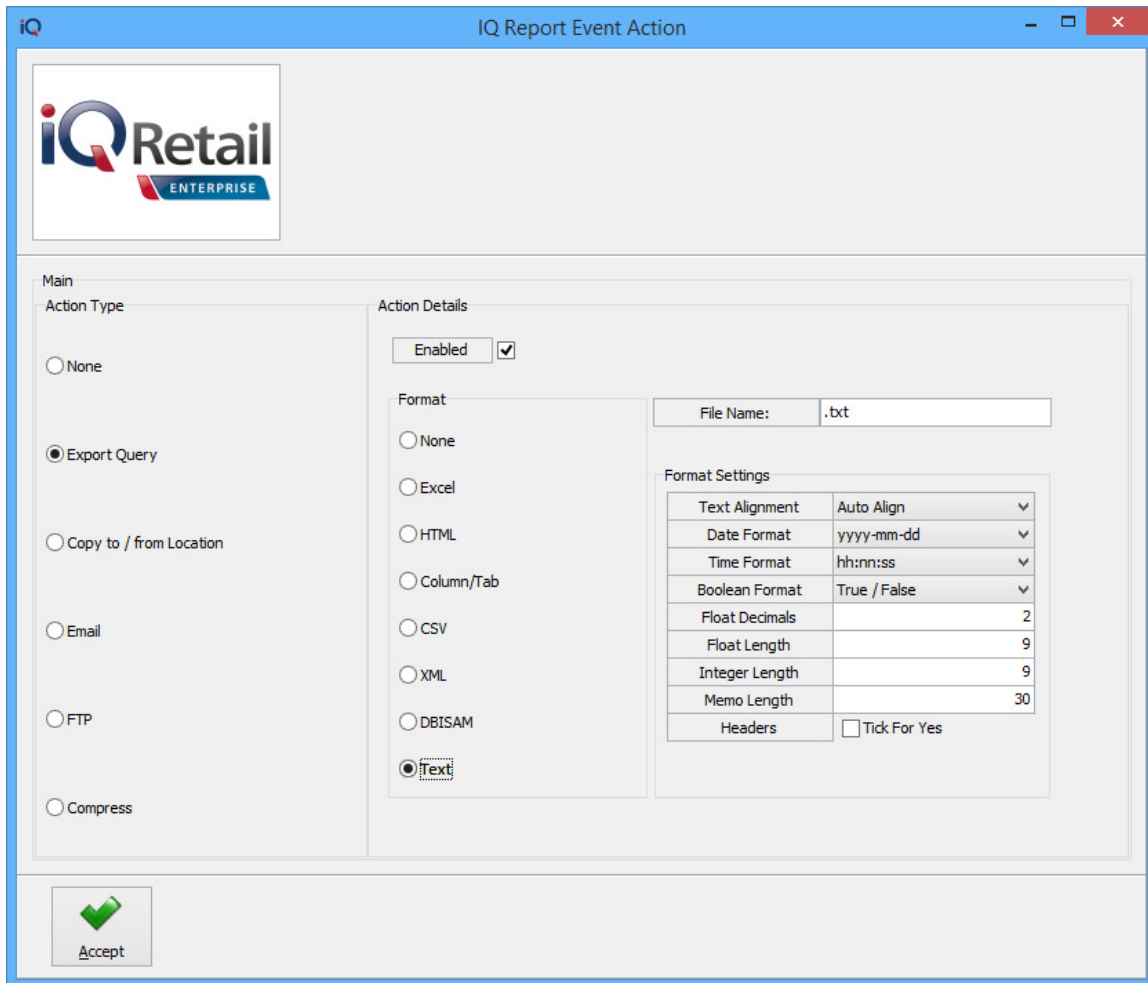 iQ
IQ Report Event Action
iQ Retail
ENTERPRISE
Main
Action Type
None
Export Query
Copy to / from Location
Email
FTP
Compress
Action Details
Enabled
Format
None
Excel
HTML
Column/Tab
CSV
XML
DBISAM
Text
File Name: .txt
Format Settings
Text Alignment Auto Align
Date Format yyyy-mm-dd
Time Format hh:nn:ss
Boolean Format True / False
Float Decimals 2
Float Length 9
Integer Length 9
Memo Length 30
Headers Tick For Yes
Accept